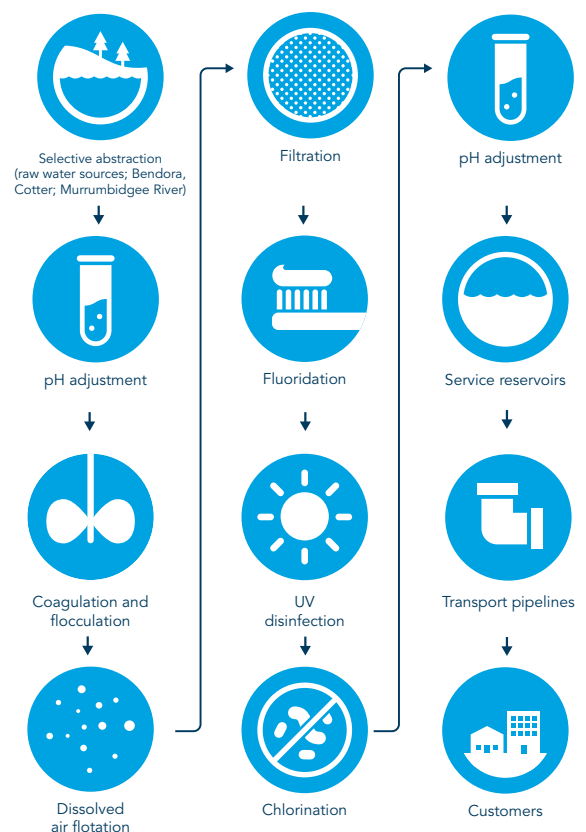 Selective abstraction
(raw water sources; Bendora,
Cotter; Murrumbidgee River)
pH adjustment
Coagulation and
flocculation
Dissolved
air flotation
Filtration
Fluoridation
UV
disinfection
Chlorination
pH adjustment
Service reservoirs
Transport pipelines
Customers